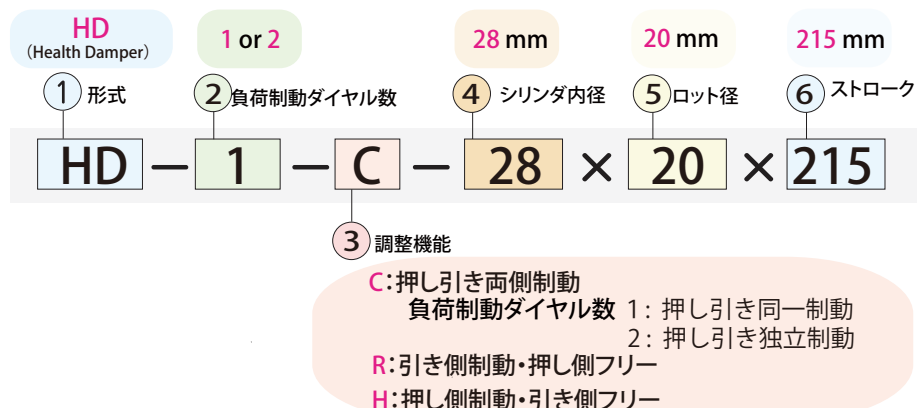 HD
(Health Damper)
1 or 2
28 mm
20 mm
215 mm
① 形式
② 負荷制動ダイヤル数
④ シリンダ内径
⑤ ロット径
⑥ ストローク
HD － 1 － C － 28 × 20 × 215
③ 調整機能
C：押し引き両側制動
負荷制動ダイヤル数 1：押し引き同一制動
2：押し引き独立制動
R：引き側制動・押し側フリー
H：押し側制動・引き側フリー